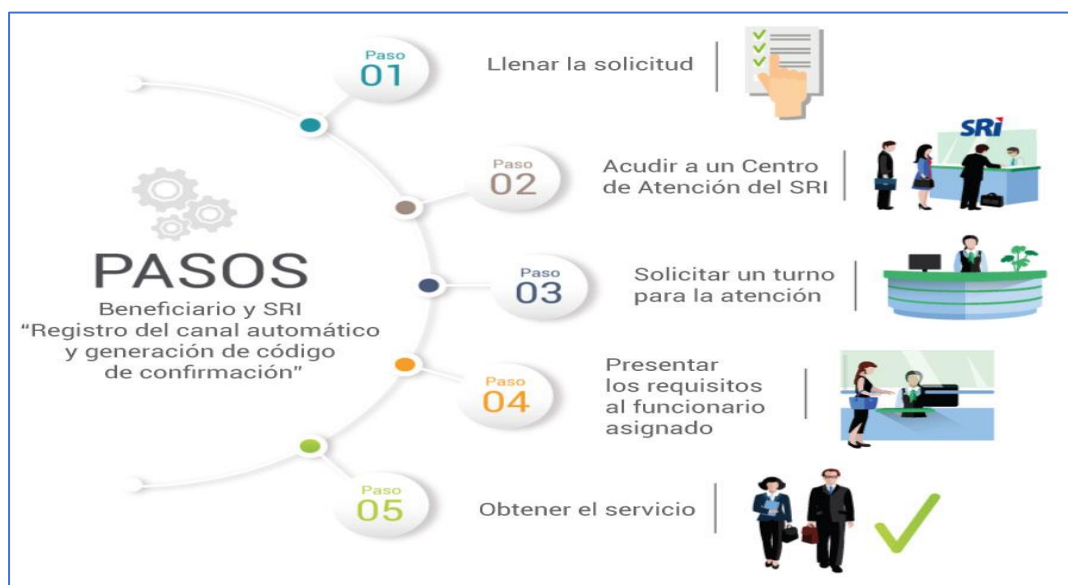 Paso
01
Llenar la solicitud
SRi
Paso
02
Acudir a un Centro
de Atención del SRI
PASOS
Beneficiario y SRI
“Registro del canal automático
y generación de código
de confirmación”
Paso
03
Solicitar un turno
para la atención
Paso
04
Presentar
los requisitos
al funcionario
asignado
Paso
05
Obtener el servicio